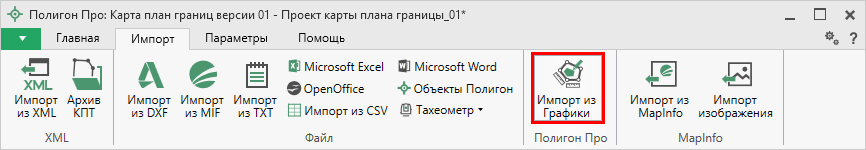 Полигон Про: Карта план границ версии 01 - Проект карты плана границы_01*
Главная Импорт Параметры Помощь
XML
Импорт из XML
Архив КПТ
XML
Импорт из DXF
Импорт из MIF
Импорт из TXT
Microsoft Excel
OpenOffice
Импорт из CSV
Microsoft Word
Объекты Полигон
Тахеометр
Файл
Импорт из Графики
Полигон Про
Импорт из MapInfo
Импорт изображения
MapInfo